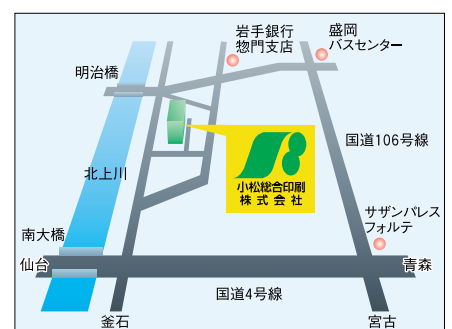 岩手銀行
惣門支店
盛岡
バスセンター
明治橋
国道106号線
北上川
小松総合印刷
株式会社
サザンパレス
フォルテ
南大橋
仙台
青森
国道4号線
釜石
宮古